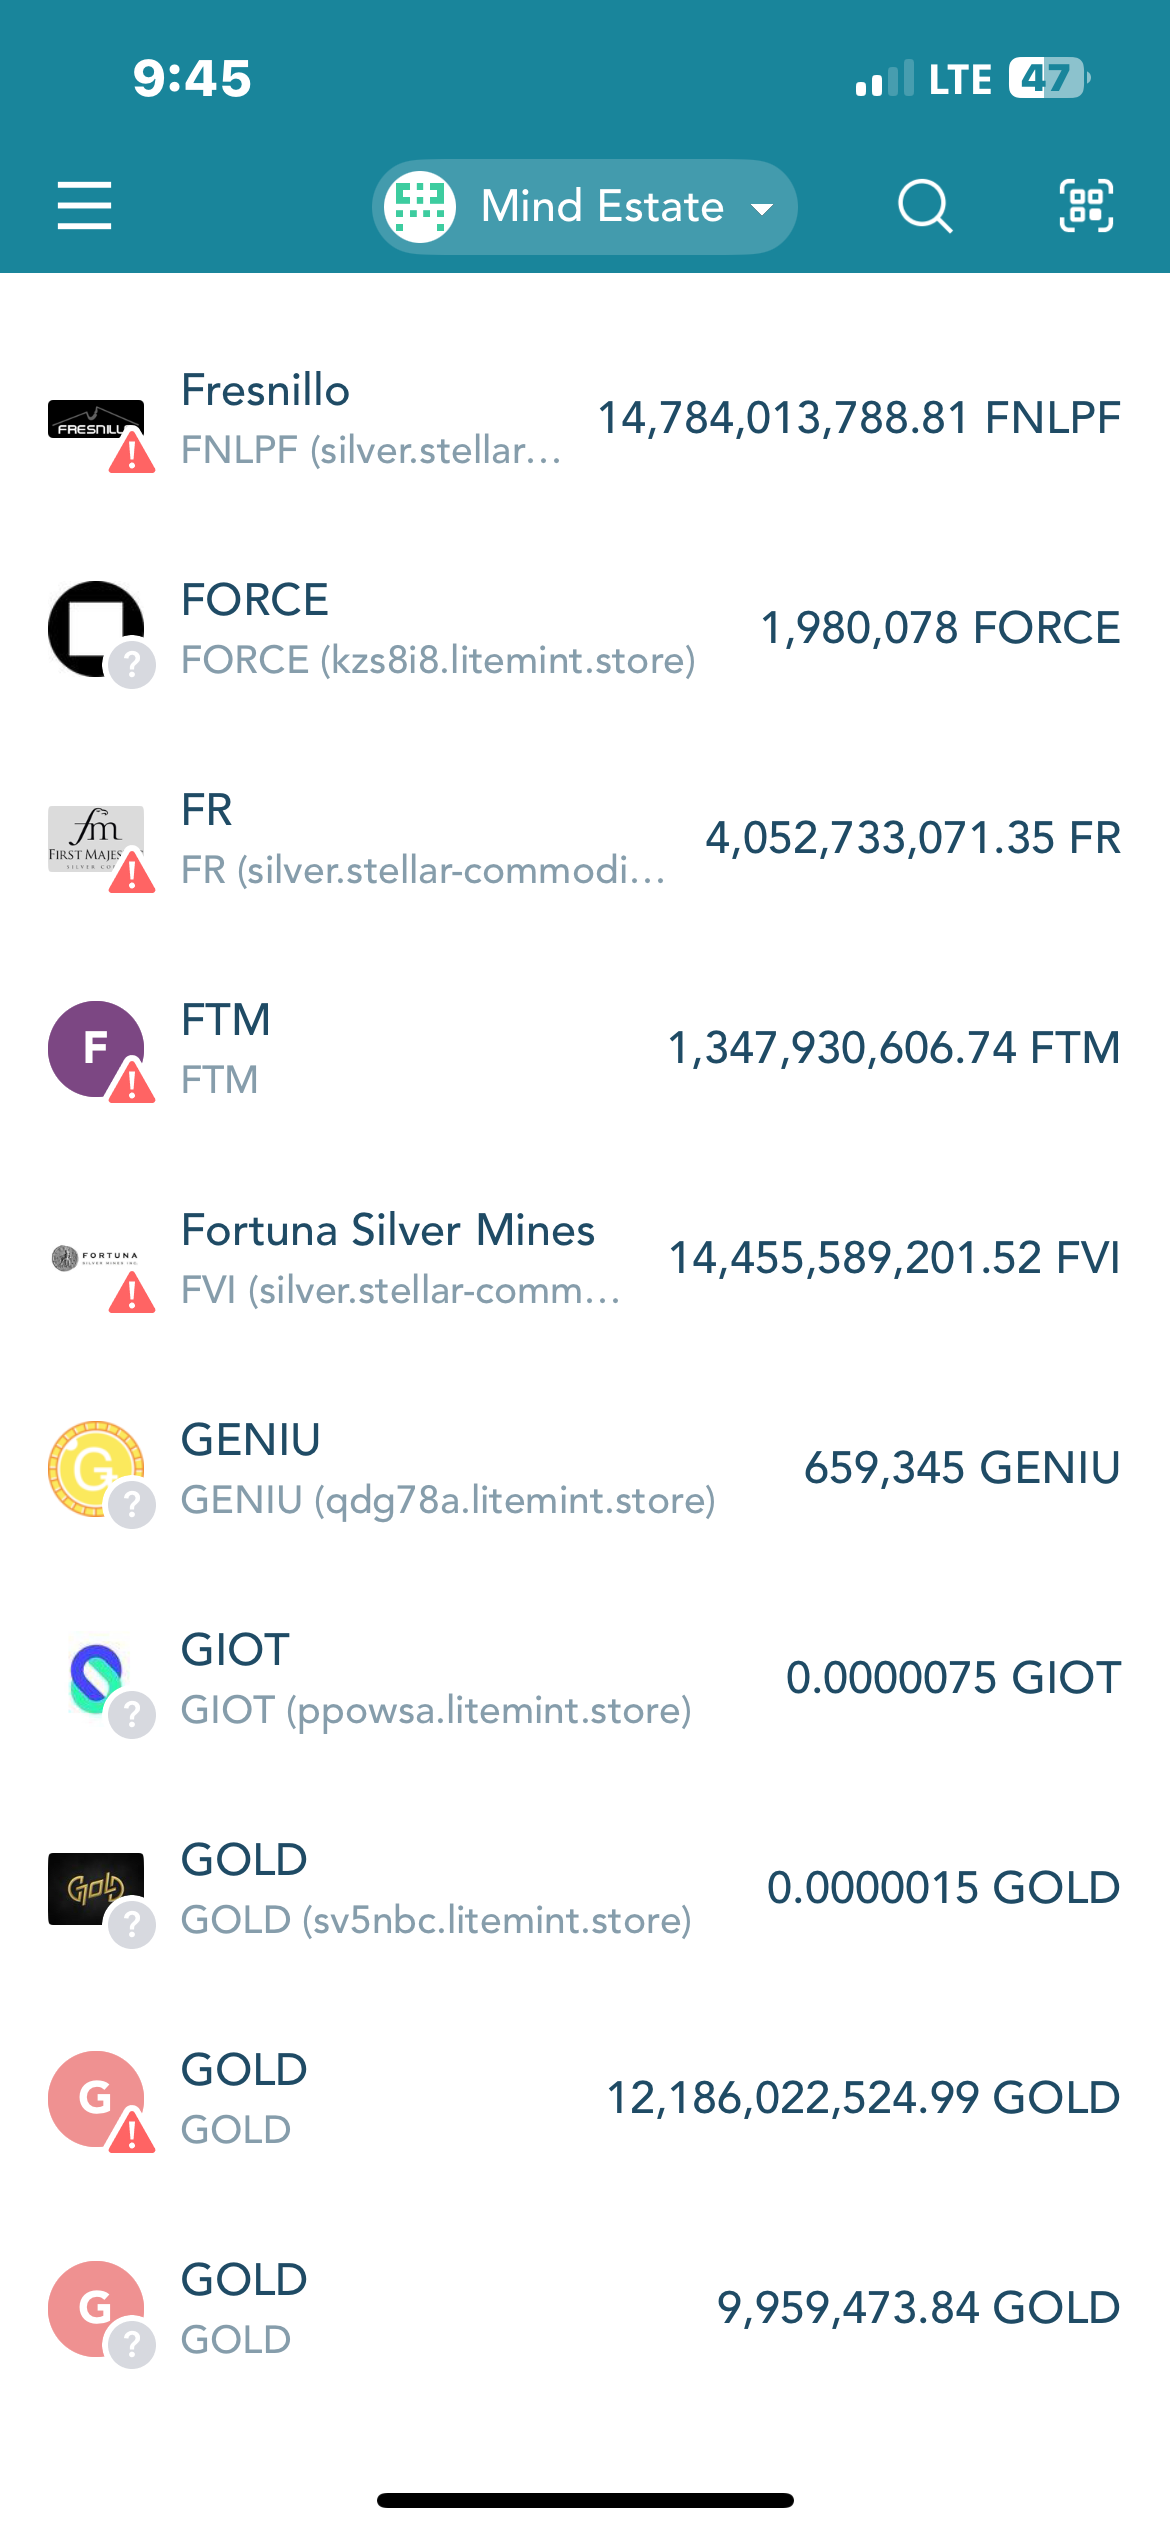 9:45
LTE 47
Mind Estate
FRESNILLO
Fresnillo
14,784,013,788.81 FNLPF
FNLPF (silver.stellar...
FORCE
1,980,078 FORCE
FORCE (kzs8i8.litemint.store)
fm
FIRST MAJES
SILVER CO
FR
4,052,733,071.35 FR
FR (silver.stellar-commodi...
F
FTM
1,347,930,606.74 FTM
FTM
FORTUNA
SILVER MINES INC.
Fortuna Silver Mines
14,455,589,201.52 FVI
FVI (silver.stellar-comm...
G
GENIU
659,345 GENIU
GENIU (qdg78a.litemint.store)
GIOT
0.0000075 GIOT
GIOT (ppowsa.litemint.store)
GOLD
GOLD
0.0000015 GOLD
GOLD (sv5nbc.litemint.store)
G
GOLD
12,186,022,524.99 GOLD
GOLD
G
GOLD
9,959,473.84 GOLD
GOLD